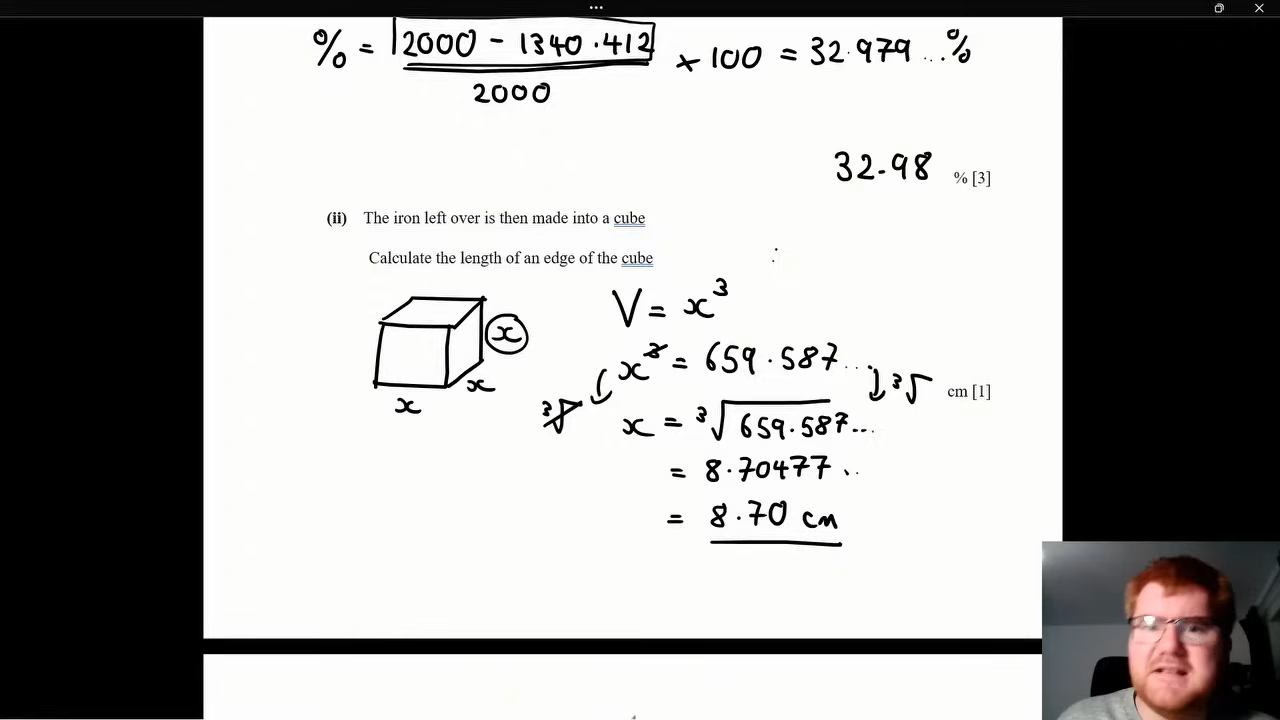 % = 2000 - 1340.412 / 2000 × 100 = 32.979...%
32.98 % [3]
(ii) The iron left over is then made into a cube
Calculate the length of an edge of the cube
V = x³
x
x
x
x³ = 659.587...
³√
³√
cm [1]
x = ³√659.587...
= 8.70477..
= 8.70 cm